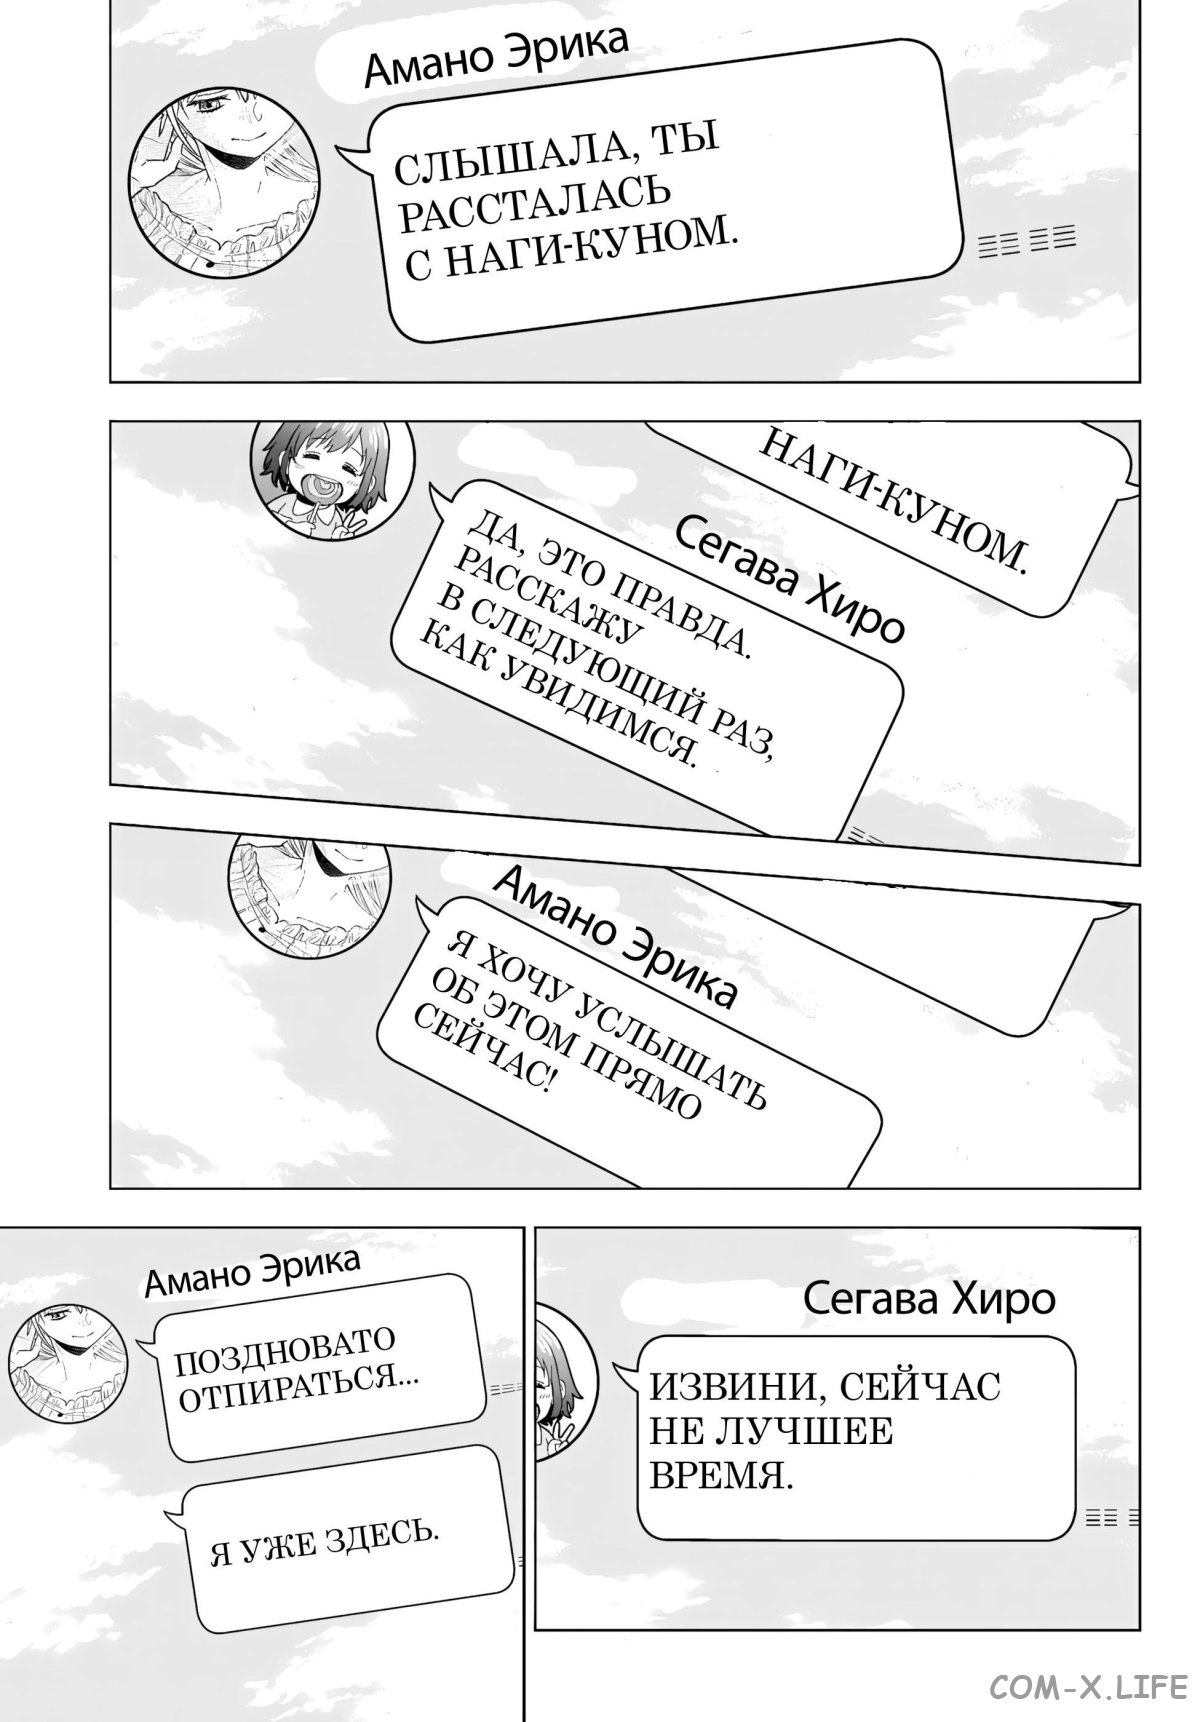 Амано Эрика
СЛЫШАЛА, ТЫ
РАССТАЛАСЬ
С НАГИ-КУНОМ.
НАГИ-КУНОМ.
Сегава Хиро
ДА, ЭТО ПРАВДА.
РАССКАЖУ
В СЛЕДУЮЩИЙ РАЗ,
КАК УВИДИМСЯ.
Амано Эрика
Я ХОЧУ УСЛЫШАТЬ
ОБ ЭТОМ ПРЯМО
СЕЙЧАС!
Сегава Хиро
ИЗВИНИ, СЕЙЧАС
НЕ ЛУЧШЕЕ
ВРЕМЯ.
Амано Эрика
ПОЗДНОВАТО
ОТПИРАТЬСЯ...
Я УЖЕ ЗДЕСЬ.
COM-X.LIFE